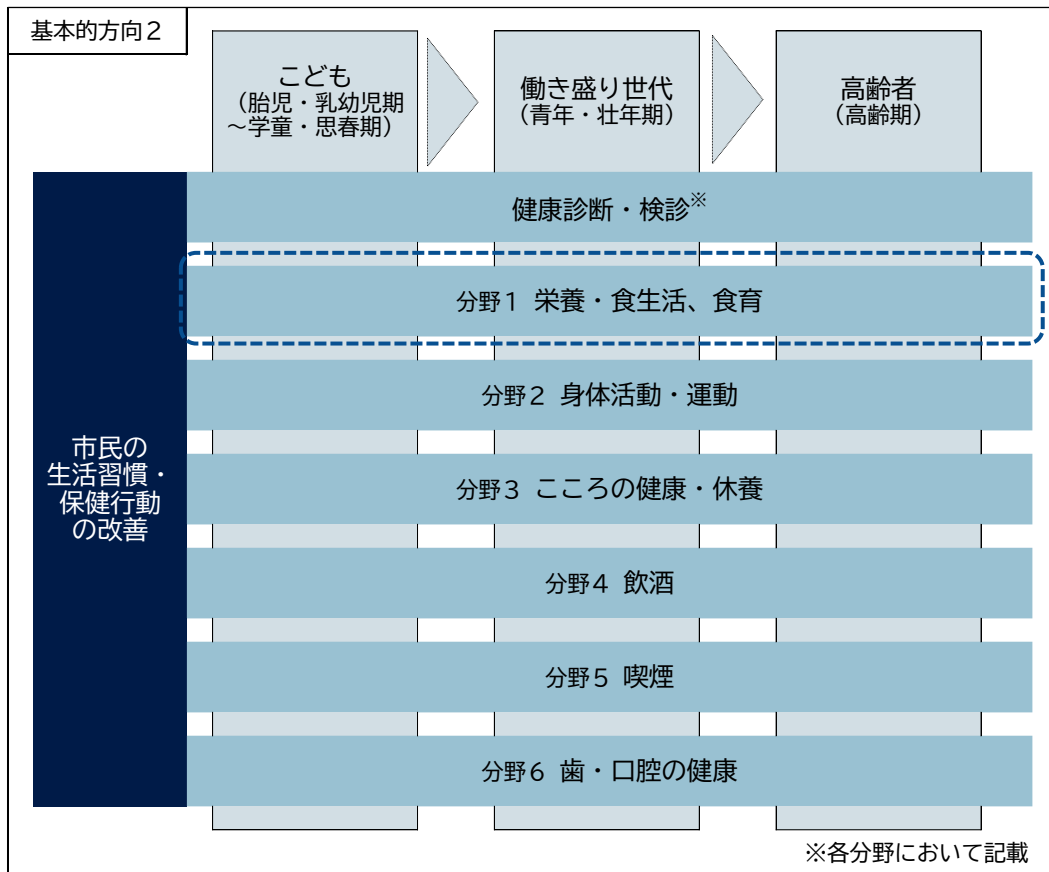 基本的方向２
こども
（胎児・乳幼児期
～学童・思春期）
働き盛り世代
（青年・壮年期）
高齢者
（高齢期）
市民の
生活習慣・
保健行動
の改善
健康診断・検診※
分野１ 栄養・食生活、食育
分野２ 身体活動・運動
分野３ こころの健康・休養
分野４ 飲酒
分野５ 喫煙
分野６ 歯・口腔の健康
※各分野において記載